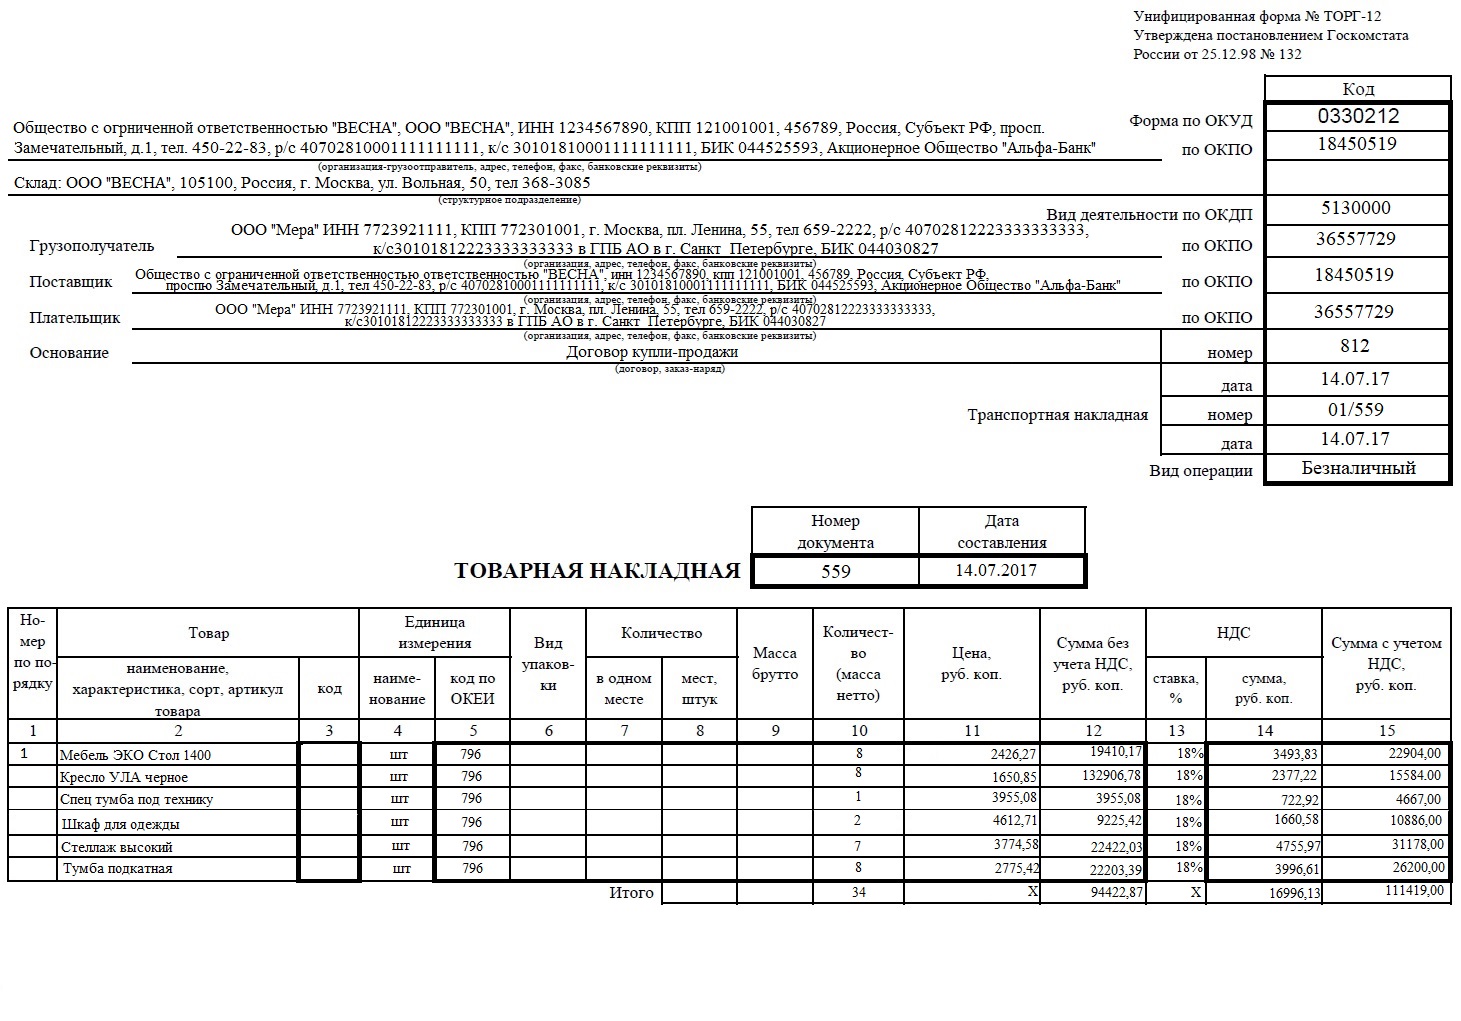 Унифицированная форма № ТОРГ-12
Утверждена постановлением Госкомстата
России от 25.12.98 № 132
Код
Форма по ОКУД 0330212
Общество с огрниченной ответственностью "ВЕСНА", ООО "ВЕСНА", ИНН 1234567890, КПП 121001001, 456789, Россия, Субъект РФ, просп.
Замечательный, д.1, тел. 450-22-83, р/с 40702810001111111111, к/с 30101810001111111111, БИК 044525593, Акционерное Общество "Альфа-Банк" по ОКПО 18450519
(организация-грузоотправитель, адрес, телефон, факс, банковские реквизиты)
Склад: ООО "ВЕСНА", 105100, Россия, г. Москва, ул. Вольная, 50, тел 368-3085
(структурное подразделение)
Вид деятельности по ОКДП 5130000
ООО "Мера" ИНН 7723921111, КПП 772301001, г. Москва, пл. Ленина, 55, тел 659-2222, р/с 40702812223333333333,
Грузополучатель к/с30101812223333333333 в ГПБ АО в г. Санкт Петербурге, БИК 044030827 по ОКПО 36557729
(организация, адрес, телефон, факс, банковские реквизиты)
Общество с ограниченной ответственностью ответственностью "ВЕСНА", инн 1234567890, кпп 121001001, 456789, Россия, Субъект РФ,
Поставщик проспю Замечательный, д.1, тел 450-22-83, р/с 40702810001111111111, к/с 30101810001111111111, БИК 044525593, Акционерное Общество "Альфа-Банк" по ОКПО 18450519
(организация, адрес, телефон, факс, банковские реквизиты)
ООО "Мера" ИНН 7723921111, КПП 772301001, г. Москва, пл. Ленина, 55, тел 659-2222, р/с 40702812223333333333,
Плательщик к/с30101812223333333333 в ГПБ АО в г. Санкт Петербурге, БИК 044030827 по ОКПО 36557729
(организация, адрес, телефон, факс, банковские реквизиты)
Основание Договор купли-продажи номер 812
(договор, заказ-наряд)
дата 14.07.17
Транспортная накладная номер 01/559
дата 14.07.17
Вид операции Безналичный
Номер документа Дата составления
ТОВАРНАЯ НАКЛАДНАЯ 559 14.07.2017
Но-мер по по-рядку Товар Единица измерения Вид упаков-ки Количество Масса брутто Количест-во (масса нетто) Цена, руб. коп. Сумма без учета НДС, руб. коп. НДС Сумма с учетом НДС, руб. коп.
наименование, характеристика, сорт, артикул товара код наиме-нование код по ОКЕИ в одном месте мест, штук ставка, % сумма, руб. коп.
1 2 3 4 5 6 7 8 9 10 11 12 13 14 15
1 Мебель ЭКО Стол 1400 шт 796 8 2426,27 19410,17 18% 3493,83 22904,00
Кресло УЛА черное шт 796 8 1650,85 132906,78 18% 2377,22 15584.00
Спец тумба под технику шт 796 1 3955,08 3955,08 18% 722,92 4667,00
Шкаф для одежды шт 796 2 4612,71 9225,42 18% 1660,58 10886,00
Стеллаж высокий шт 796 7 3774,58 22422,03 18% 4755,97 31178,00
Тумба подкатная шт 796 8 2775,42 22203,39 18% 3996,61 26200,00
Итого 34 X 94422,87 X 16996,13 111419,00